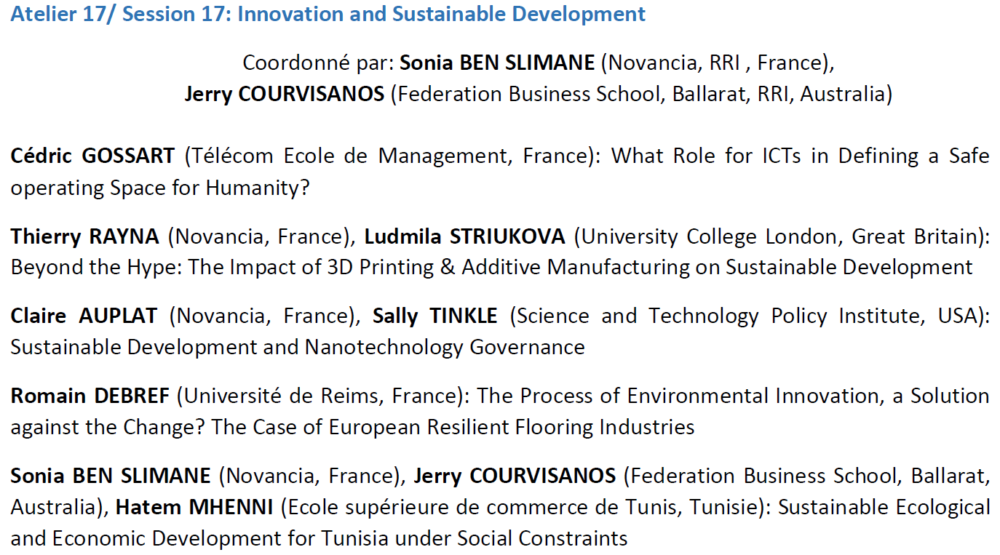 Atelier 17/ Session 17: Innovation and Sustainable Development
Coordonné par: Sonia BEN SLIMANE (Novancia, RRI , France),
Jerry COURVISANOS (Federation Business School, Ballarat, RRI, Australia)
Cédric GOSSART (Télécom Ecole de Management, France): What Role for ICTs in Defining a Safe
operating Space for Humanity?
Thierry RAYNA (Novancia, France), Ludmila STRIUKOVA (University College London, Great Britain):
Beyond the Hype: The Impact of 3D Printing & Additive Manufacturing on Sustainable Development
Claire AUPLAT (Novancia, France), Sally TINKLE (Science and Technology Policy Institute, USA):
Sustainable Development and Nanotechnology Governance
Romain DEBREF (Université de Reims, France): The Process of Environmental Innovation, a Solution
against the Change? The Case of European Resilient Flooring Industries
Sonia BEN SLIMANE (Novancia, France), Jerry COURVISANOS (Federation Business School, Ballarat,
Australia), Hatem MHENNI (Ecole supérieure de commerce de Tunis, Tunisie): Sustainable Ecological
and Economic Development for Tunisia under Social Constraints